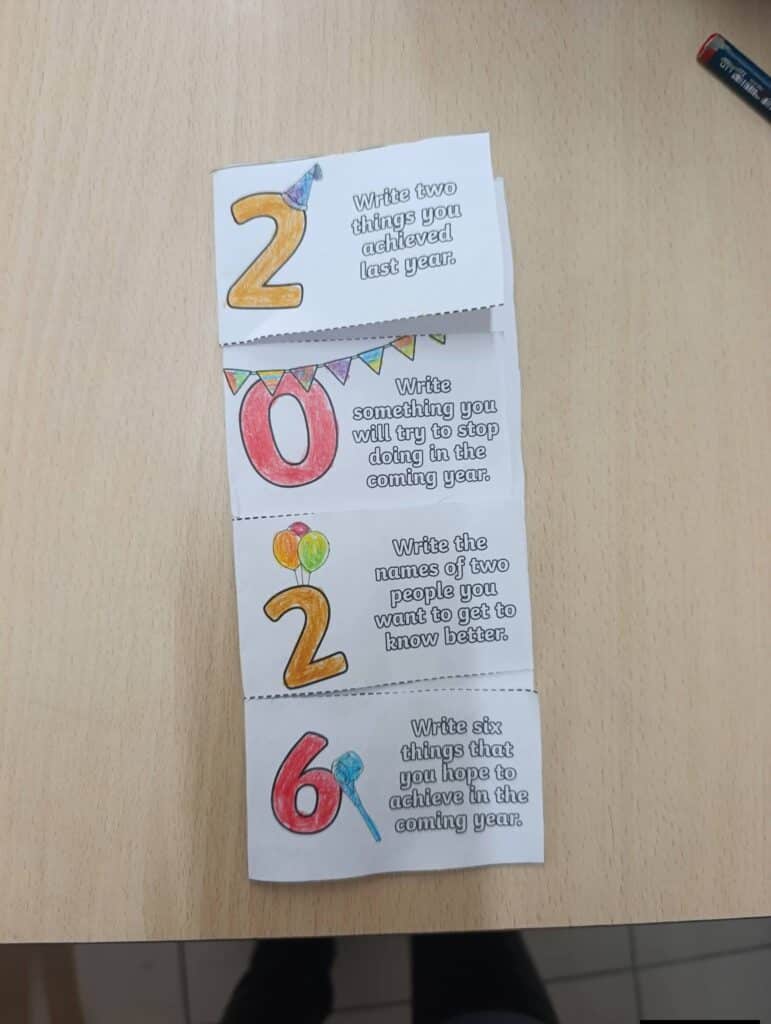 2
Write two
things you
achieved
last year.
0
Write
something you
will try to stop
doing in the
coming year.
2
Write the
names of two
people you
want to get to
know better.
6
Write six
things that
you hope to
achieve in the
coming year.